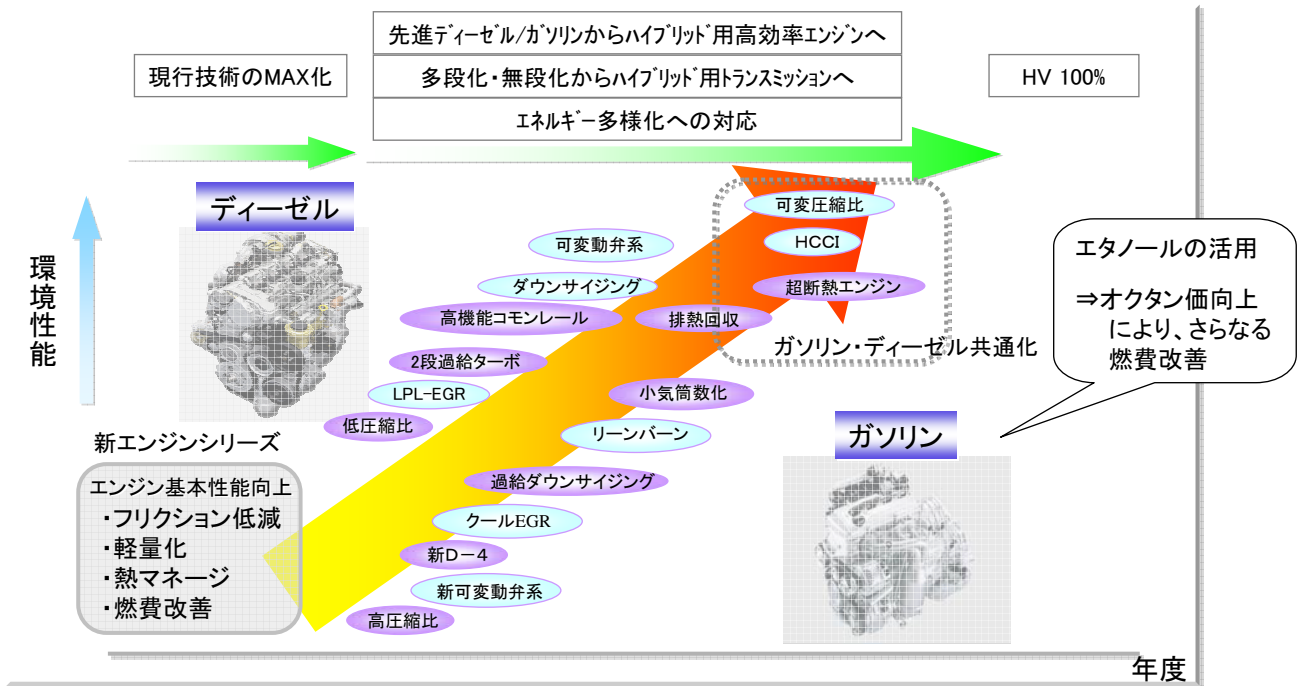 先進ﾃﾞｨｰｾﾞﾙ/ｶﾞｿﾘﾝからﾊｲﾌﾞﾘｯﾄﾞ用高効率ｴﾝｼﾞﾝへ
現行技術のMAX化
多段化・無段化からﾊｲﾌﾞﾘｯﾄﾞ用ﾄﾗﾝｽﾐｯｼｮﾝへ
HV 100%
ｴﾈﾙｷﾞｰ多様化への対応
環境性能
ディーゼル
可変圧縮比
HCCI
超断熱エンジン
可変動弁系
ダウンサイジング
高機能コモンレール
排熱回収
ガソリン・ディーゼル共通化
2段過給ターボ
LPL-EGR
小気筒数化
低圧縮比
リーンバーン
エタノールの活用
⇒オクタン価向上
により、さらなる
燃費改善
新エンジンシリーズ
エンジン基本性能向上
・フリクション低減
・軽量化
・熱マネージ
・燃費改善
過給ダウンサイジング
クールEGR
新D－4
新可変動弁系
高圧縮比
ガソリン
年度